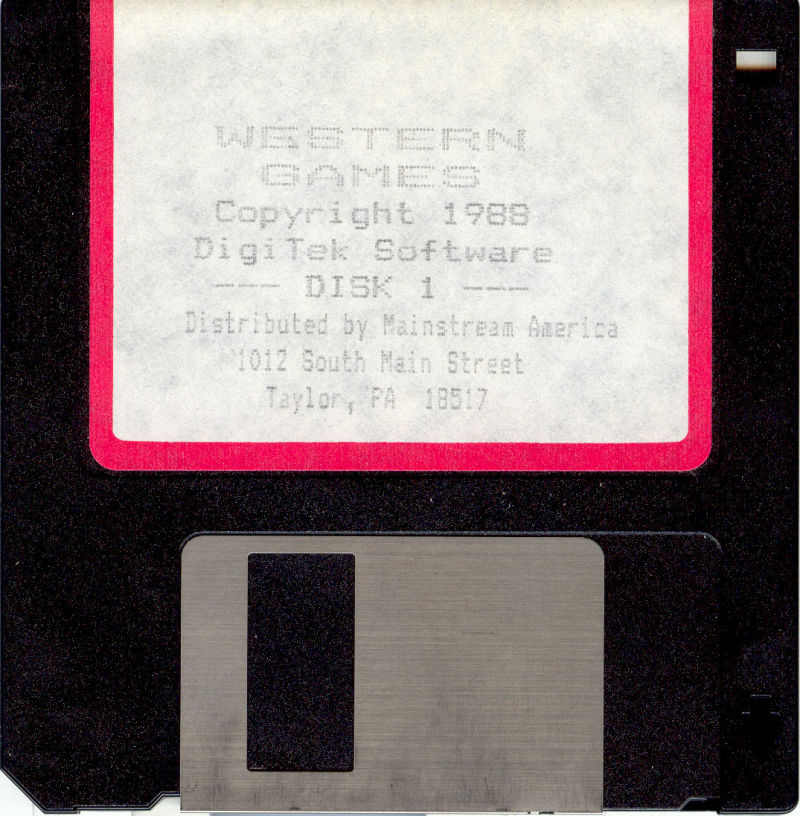 WESTERN
GAMES
Copyright 1988
DigiTek Software
--- DISK 1 ---
Distributed by Mainstream America
1012 South Main Street
Taylor, PA 18517